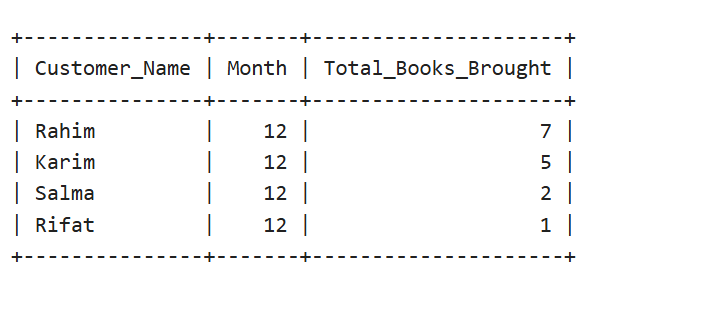 +---------------+-------+---------------------+
| Customer_Name | Month | Total_Books_Brought |
+---------------+-------+---------------------+
| Rahim         |    12 |                   7 |
| Karim         |    12 |                   5 |
| Salma         |    12 |                   2 |
| Rifat         |    12 |                   1 |
+---------------+-------+---------------------+